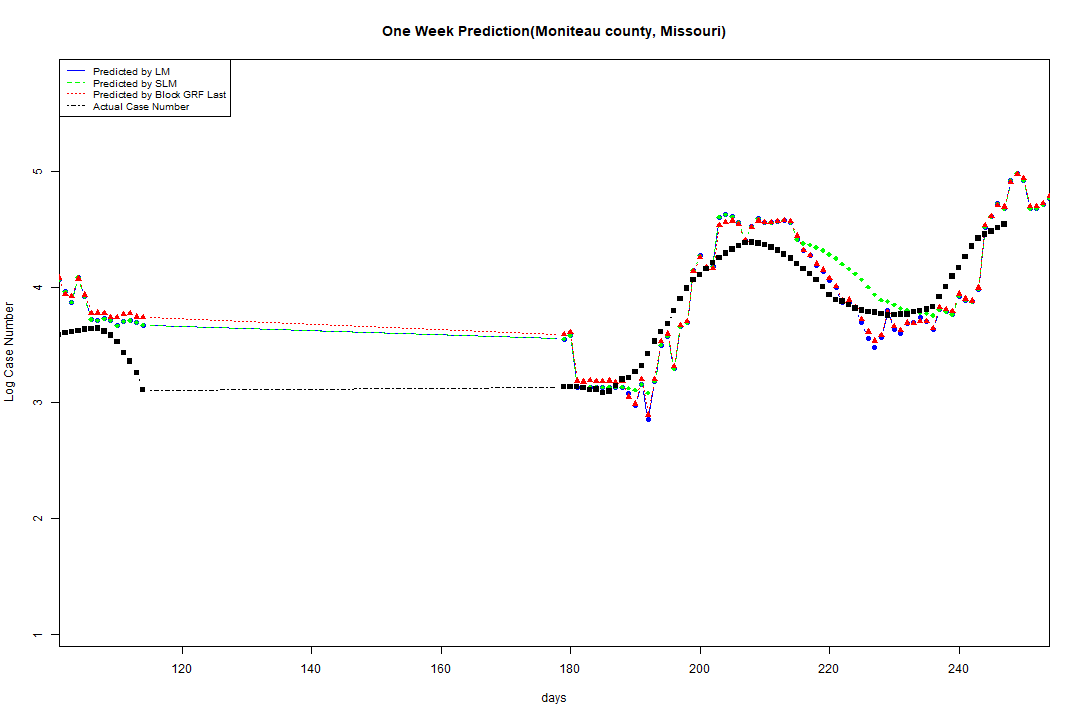 One Week Prediction(Moniteau county, Missouri)
Predicted by LM
Predicted by SLM
Predicted by Block GRF Last
Actual Case Number
5
4
3
2
1
Log Case Number
120 140 160 180 200 220 240
days